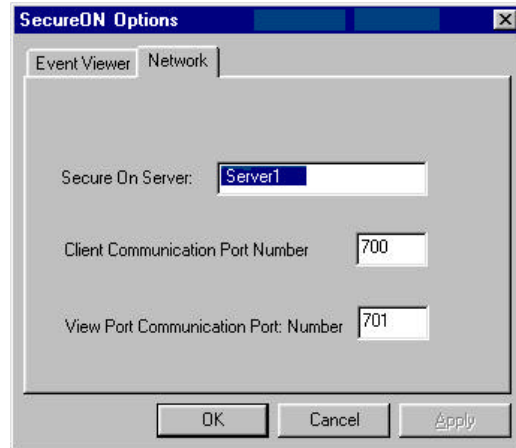 SecureON Options
Event Viewer Network
Secure On Server: Server1
Client Communication Port Number 700
View Port Communication Port: Number 701
OK Cancel Apply